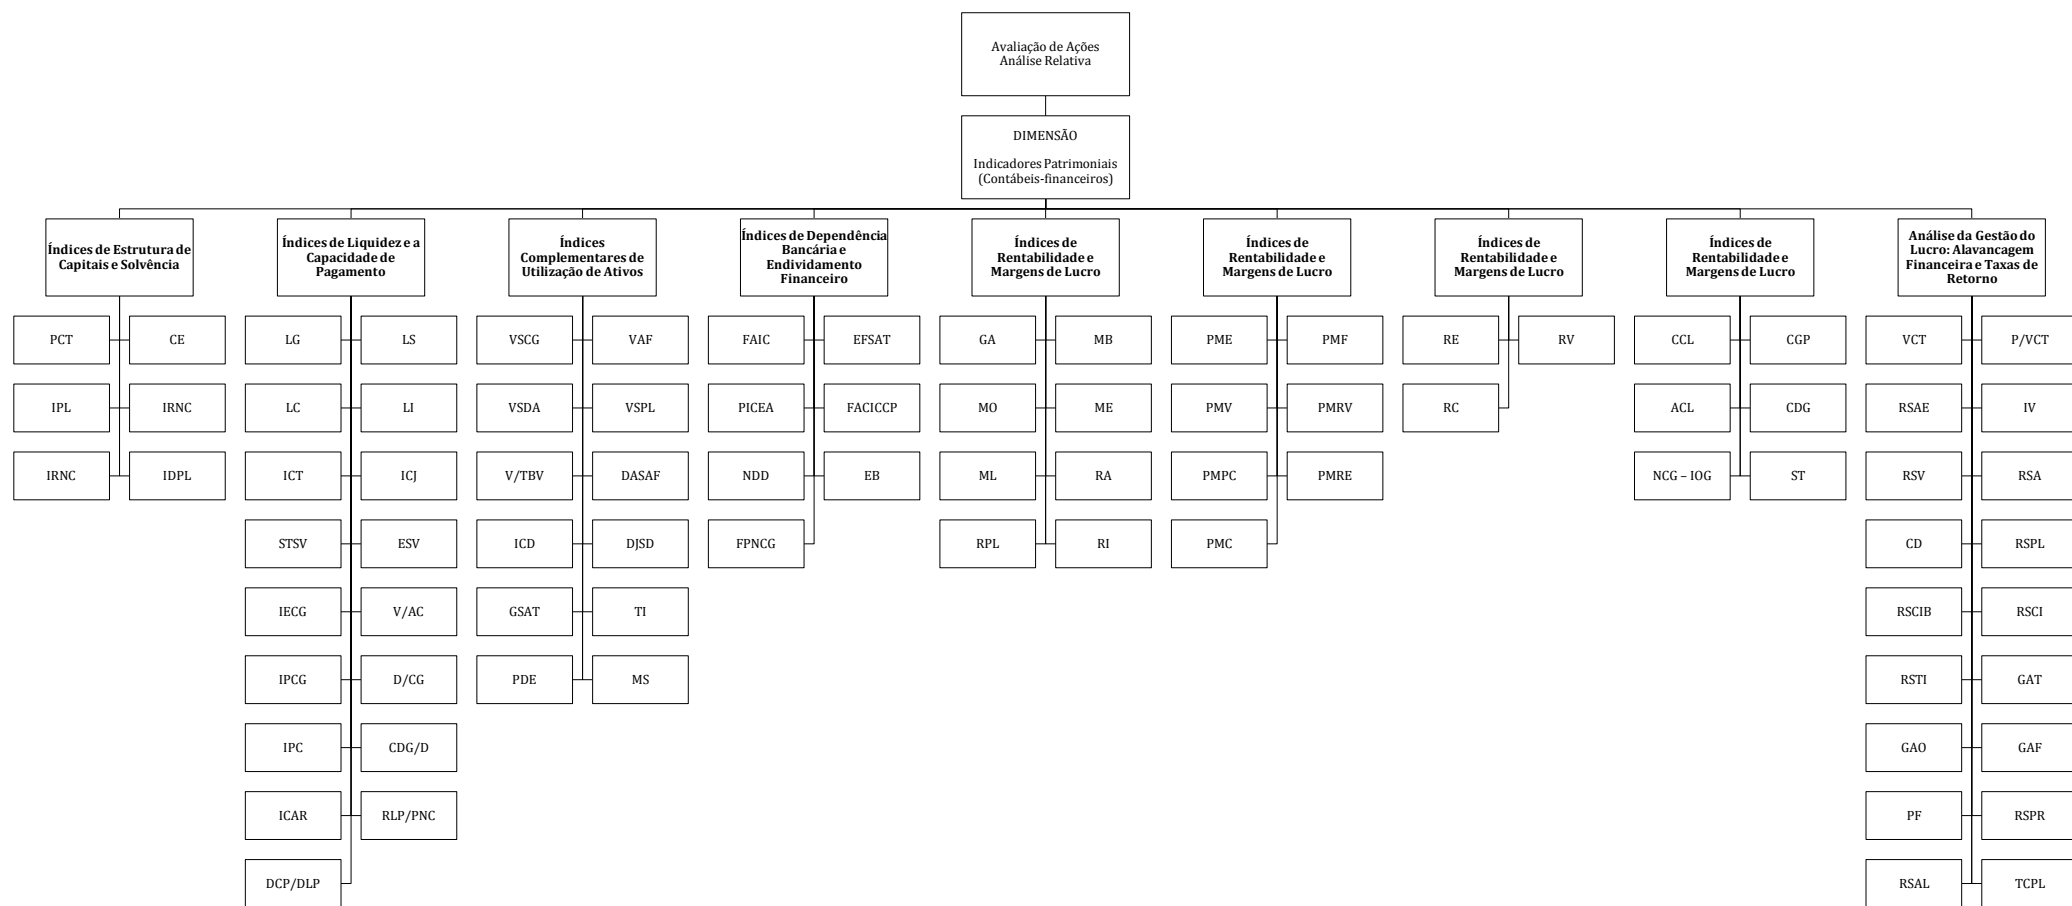 Avaliação de Ações
Análise Relativa
DIMENSÃO
Indicadores Patrimoniais
(Contábeis-financeiros)
Índices de Estrutura de
Capitais e Solvência
Índices de Liquidez e a
Capacidade de
Pagamento
Índices
Complementares de
Utilização de Ativos
Índices de Dependência
Bancária e
Endividamento
Financeiro
Índices de
Rentabilidade e
Margens de Lucro
Índices de
Rentabilidade e
Margens de Lucro
Índices de
Rentabilidade e
Margens de Lucro
Índices de
Rentabilidade e
Margens de Lucro
Análise da Gestão do
Lucro: Alavancagem
Financeira e Taxas de
Retorno
PCT
CE
IPL
IRNC
IRNC
IDPL
LG
LS
LC
LI
ICT
ICJ
STSV
ESV
IECG
V/AC
IPCG
D/CG
IPC
CDG/D
ICAR
RLP/PNC
DCP/DLP
VSCG
VAF
VSDA
VSPL
V/TBV
DASAF
ICD
DJSD
GSAT
TI
PDE
MS
FAIC
EFSAT
PICEA
FACICCP
NDD
EB
FPNCG
GA
MB
MO
ME
ML
RA
RPL
RI
PME
PMF
PMV
PMRV
PMPC
PMRE
PMC
RE
RV
RC
CCL
CGP
ACL
CDG
NCG – IOG
ST
VCT
P/VCT
RSAE
IV
RSV
RSA
CD
RSPL
RSCIB
RSCI
RSTI
GAT
GAO
GAF
PF
RSPR
RSAL
TCPL